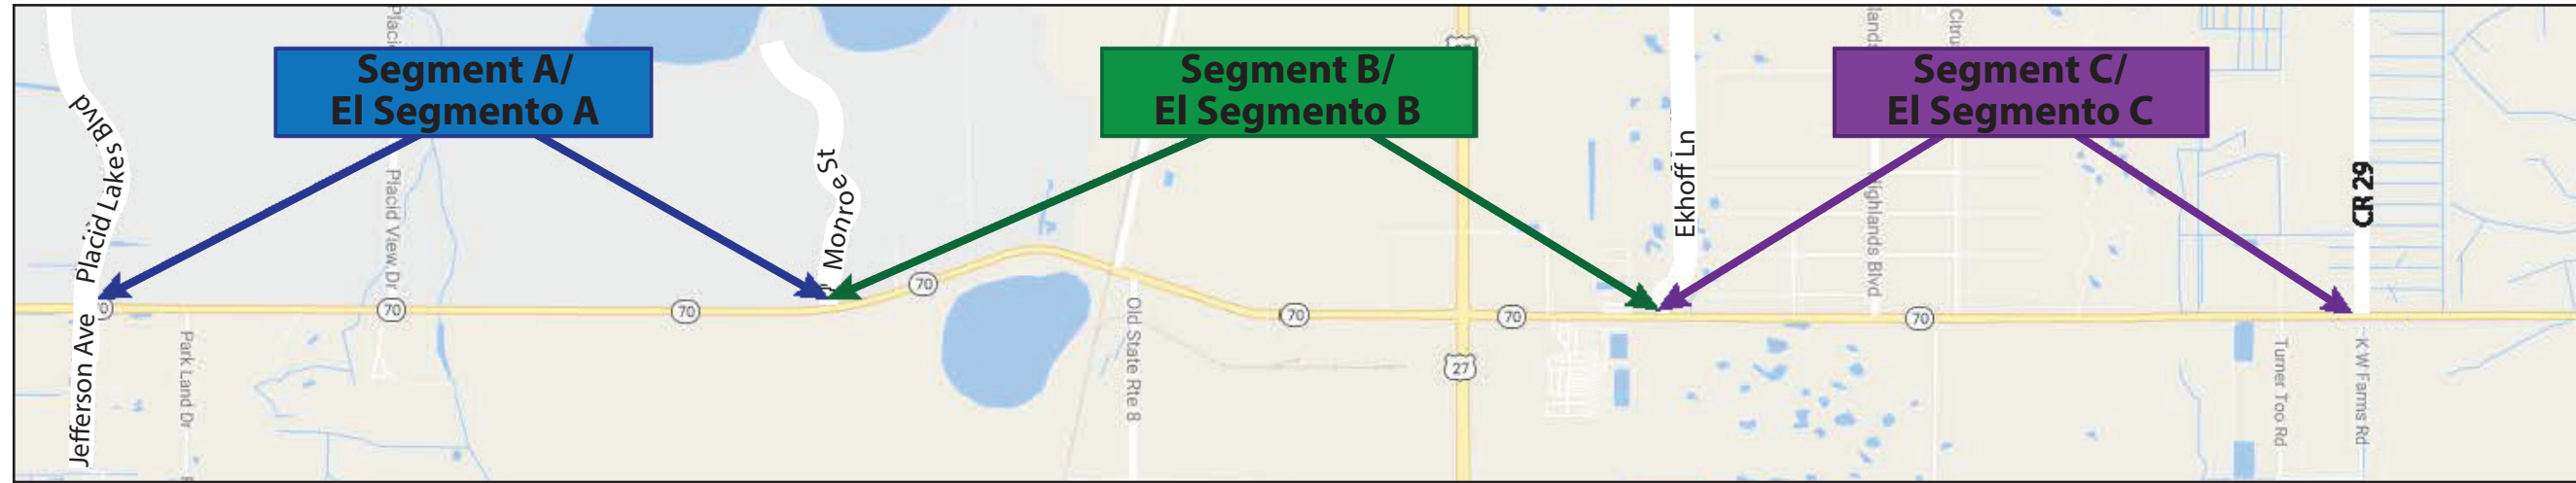 Segment A/
El Segmento A
Segment B/
El Segmento B
Segment C/
El Segmento C
Placid Lakes Blvd
Jefferson Ave
Park Land Dr
Placid View Dr
70
70
Monroe St
70
Old State Rte 8
70
27
70
Ekhoff Ln
Highlands Blvd
70
Turner Too Rd
CR 29
K W Farms Rd